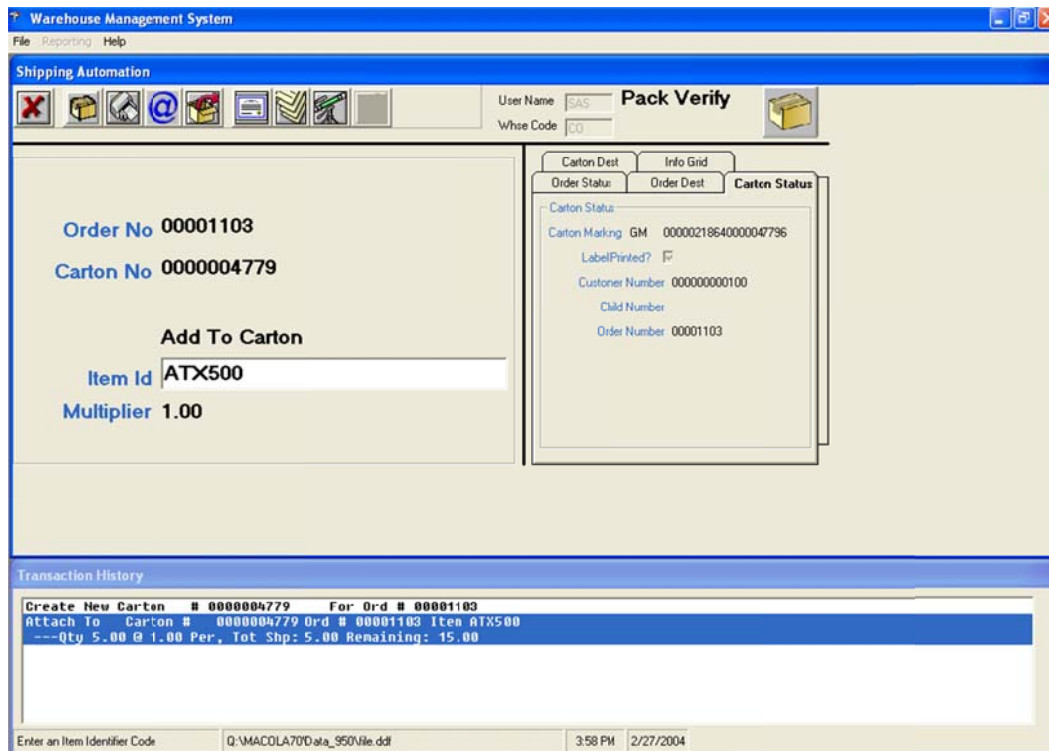 Warehouse Management System
File Reporting Help
Shipping Automation
User Name SAS Pack Verify
Whse Code CO
Carton Dest Info Grid
Order Status Order Dest Carton Status
Carton Status
Order No 00001103
Carton No 0000004779
Add To Carton
Item Id ATX500
Multiplier 1.00
Carton Markng GM 00000218640000047796
LabelPrinted?
Customer Number 000000000100
Child Number
Order Number 00001103
Transaction History
Create New Carton # 0000004779 For Ord # 00001103
Attach To Carton # 0000004779 Ord # 00001103 Item ATX500
---Qty 5.00 @ 1.00 Per, Tot Shp: 5.00 Remaining: 15.00
Enter an Item Identifier Code Q:\MACOLA70\Data_950\file.ddf 3:58 PM 2/27/2004